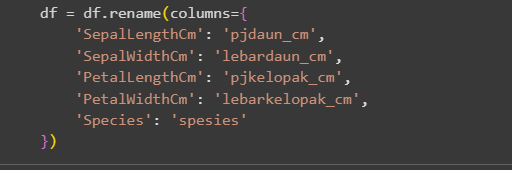 df = df.rename(columns={
    'SepalLengthCm': 'pjdaun_cm',
    'SepalWidthCm': 'lebardaun_cm',
    'PetalLengthCm': 'pjkelopak_cm',
    'PetalWidthCm': 'lebarkelopak_cm',
    'Species': 'spesies'
})